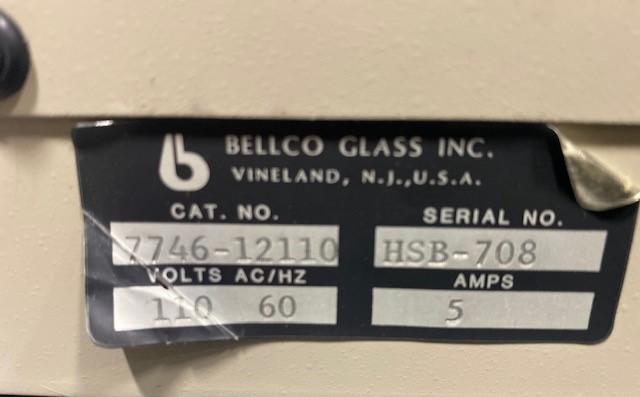 BELLCO GLASS INC.
VINELAND, N.J.,U.S.A.
CAT. NO. SERIAL NO.
7746-12110 HSB-708
VOLTS AC/HZ AMPS
110 60 5